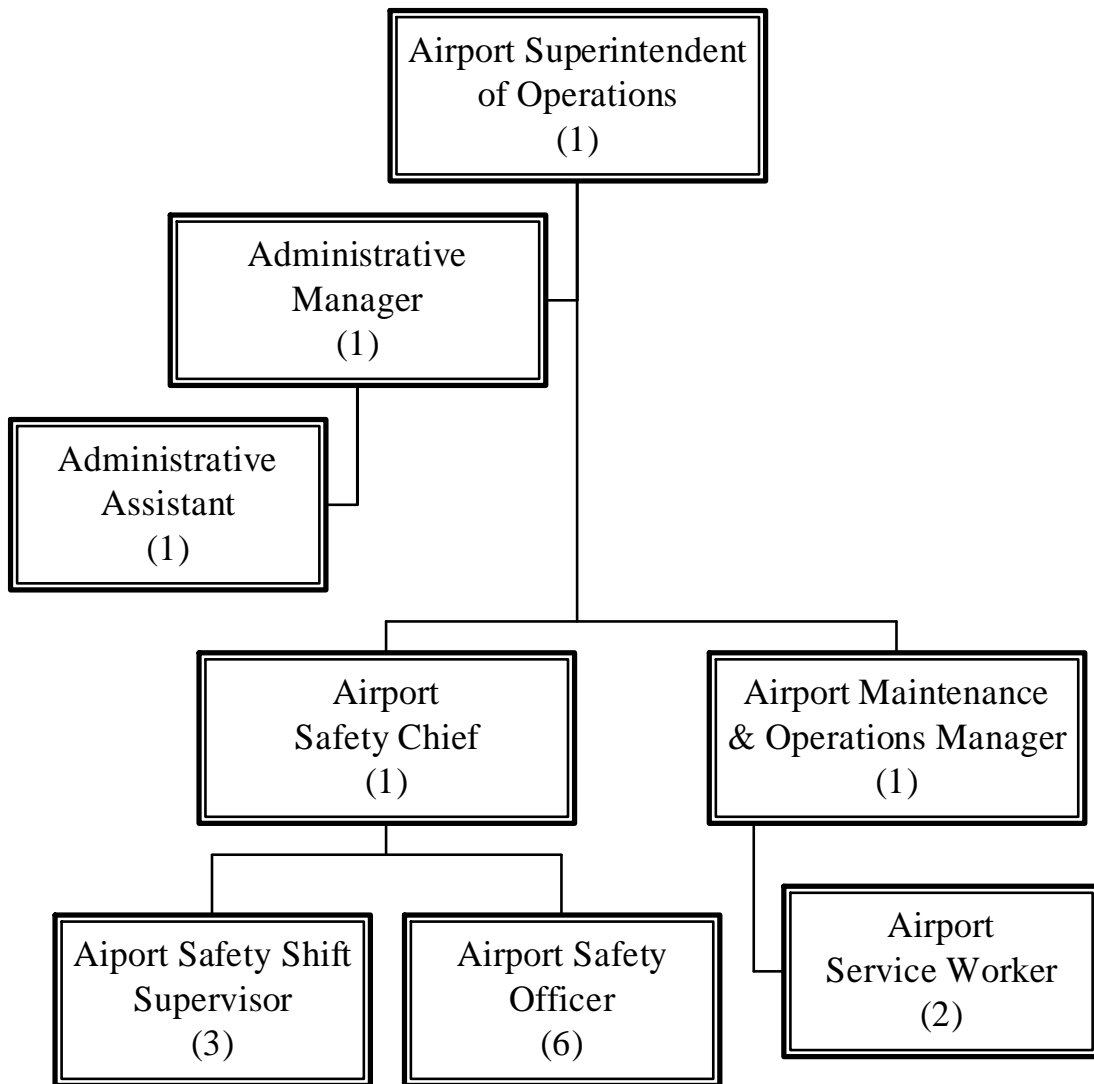 Airport Superintendent
of Operations
(1)
Administrative
Manager
(1)
Administrative
Assistant
(1)
Airport
Safety Chief
(1)
Airport Maintenance
& Operations Manager
(1)
Aiport Safety Shift
Supervisor
(3)
Airport Safety
Officer
(6)
Airport
Service Worker
(2)